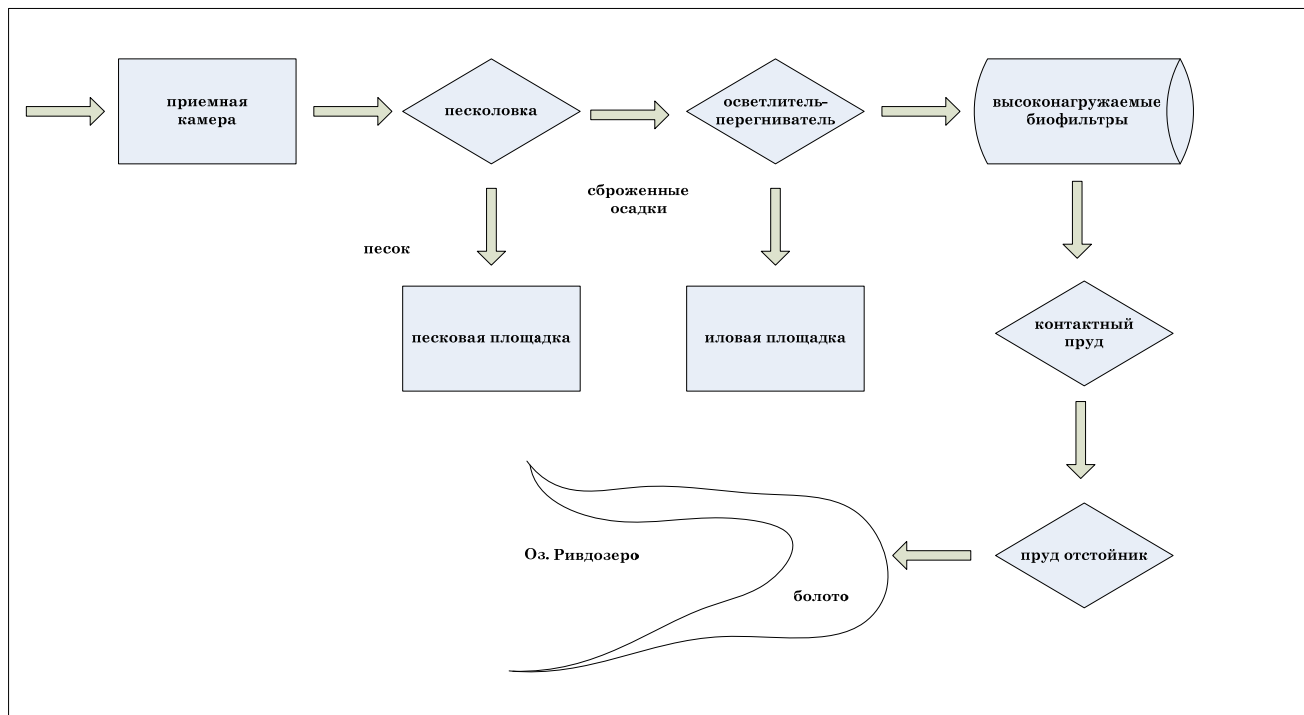 приемная
камера
песколовка
осветлитель-
перегниватель
высоконагружаемые
биофильтры
сброженные
осадки
песок
песковая площадка
иловая площадка
контактный
пруд
Оз. Ривдозеро
болото
пруд отстойник